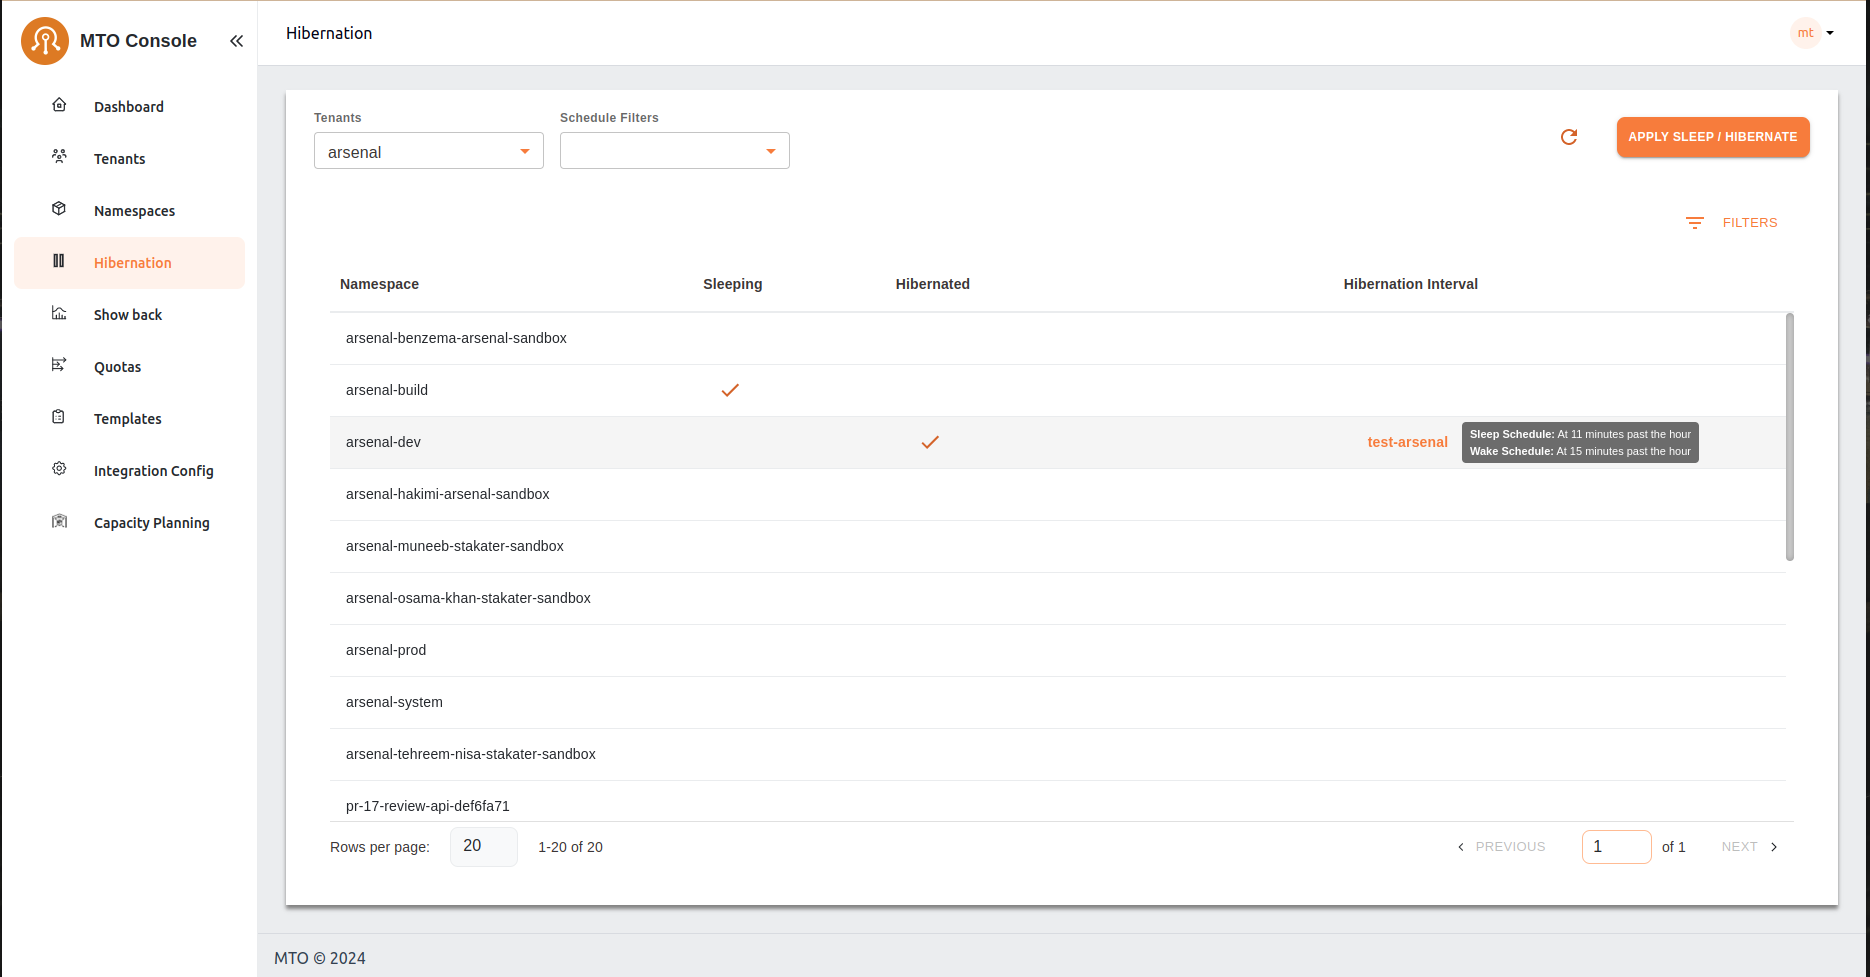 MTO Console
Hibernation
mt
Dashboard
Tenants
Namespaces
Hibernation
Show back
Quotas
Templates
Integration Config
Capacity Planning
Tenants
Schedule Filters
arsenal
APPLY SLEEP / HIBERNATE
FILTERS
Namespace Sleeping Hibernated Hibernation Interval
arsenal-benzema-arsenal-sandbox
arsenal-build
arsenal-dev test-arsenal
Sleep Schedule: At 11 minutes past the hour
Wake Schedule: At 15 minutes past the hour
arsenal-hakimi-arsenal-sandbox
arsenal-muneeb-stakater-sandbox
arsenal-osama-khan-stakater-sandbox
arsenal-prod
arsenal-system
arsenal-tehreem-nisa-stakater-sandbox
pr-17-review-api-def6fa71
Rows per page: 20 1-20 of 20 PREVIOUS 1 of 1 NEXT
MTO © 2024